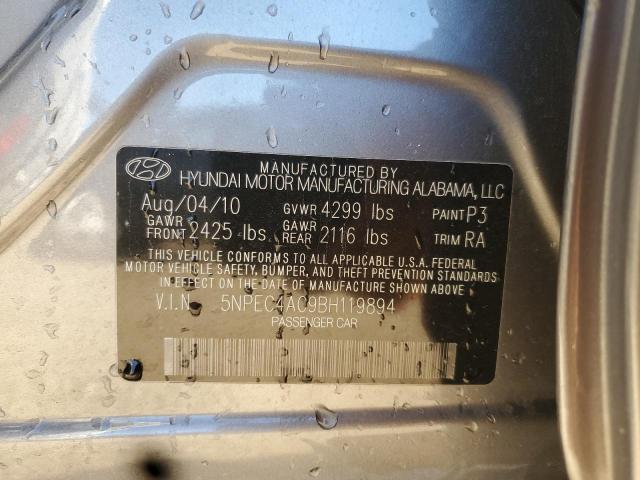 MANUFACTURED BY
HYUNDAI MOTOR MANUFACTURING ALABAMA, LLC
Aug/04/10 GVWR 4299 lbs PAINT P3
GAWR FRONT 2425 lbs GAWR REAR 2116 lbs TRIM RA
THIS VEHICLE CONFORMS TO ALL APPLICABLE U.S.A. FEDERAL
MOTOR VEHICLE SAFETY, BUMPER, AND THEFT PREVENTION STANDARDS
IN EFFECT ON THE DATE OF MANUFACTURE SHOWN ABOVE.
V.I.N 5NPEC4AC9BH119894
PASSENGER CAR